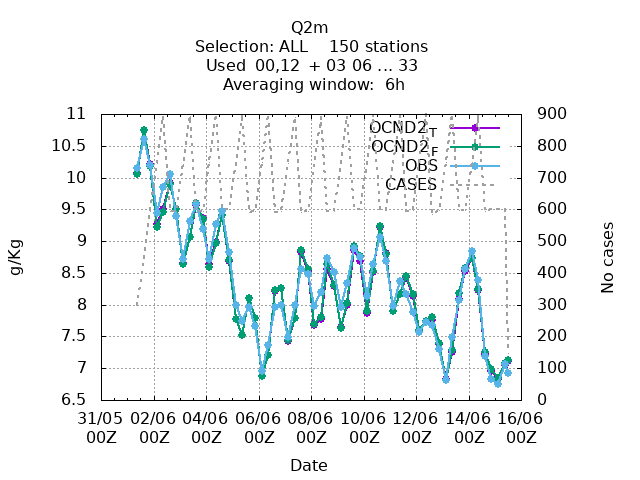 Q2m
Selection: ALL 150 stations
Used 00,12 + 03 06 ... 33
Averaging window: 6h
11
10.5
10
9.5
9
8.5
8
7.5
7
6.5
g/Kg
OCND2T
OCND2F
OBS
CASES
900
800
700
600
500
400
300
200
100
0
No cases
31/05 02/06 04/06 06/06 08/06 10/06 12/06 14/06 16/06
00Z 00Z 00Z 00Z 00Z 00Z 00Z 00Z 00Z
Date